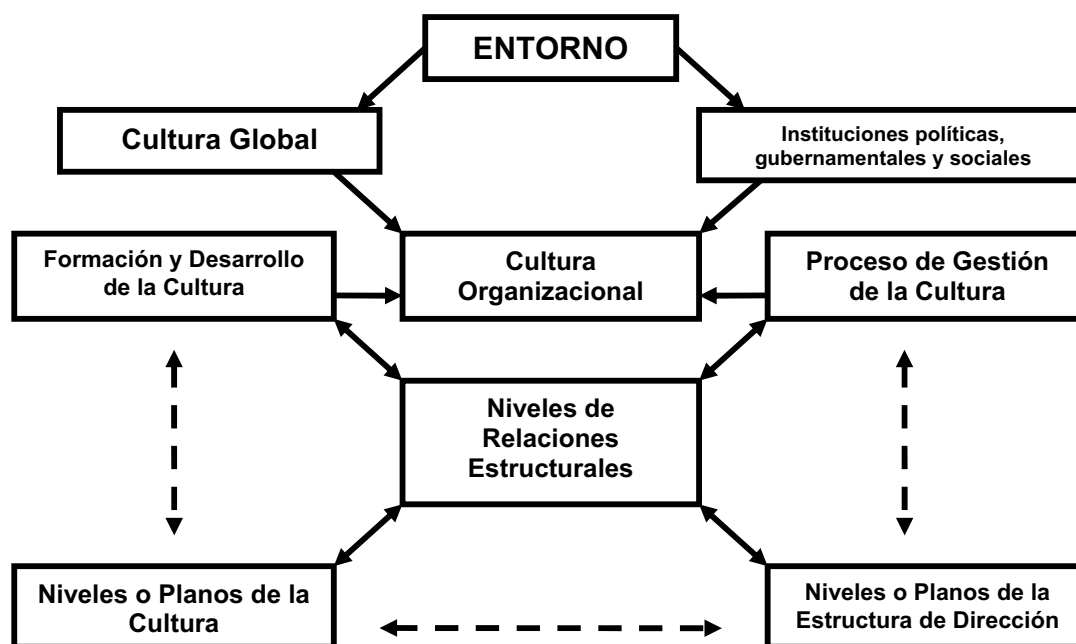 ENTORNO
Cultura Global
Instituciones políticas,
gubernamentales y sociales
Formación y Desarrollo
de la Cultura
Cultura
Organizacional
Proceso de Gestión
de la Cultura
Niveles de
Relaciones
Estructurales
Niveles o Planos de la
Cultura
Niveles o Planos de la
Estructura de Dirección